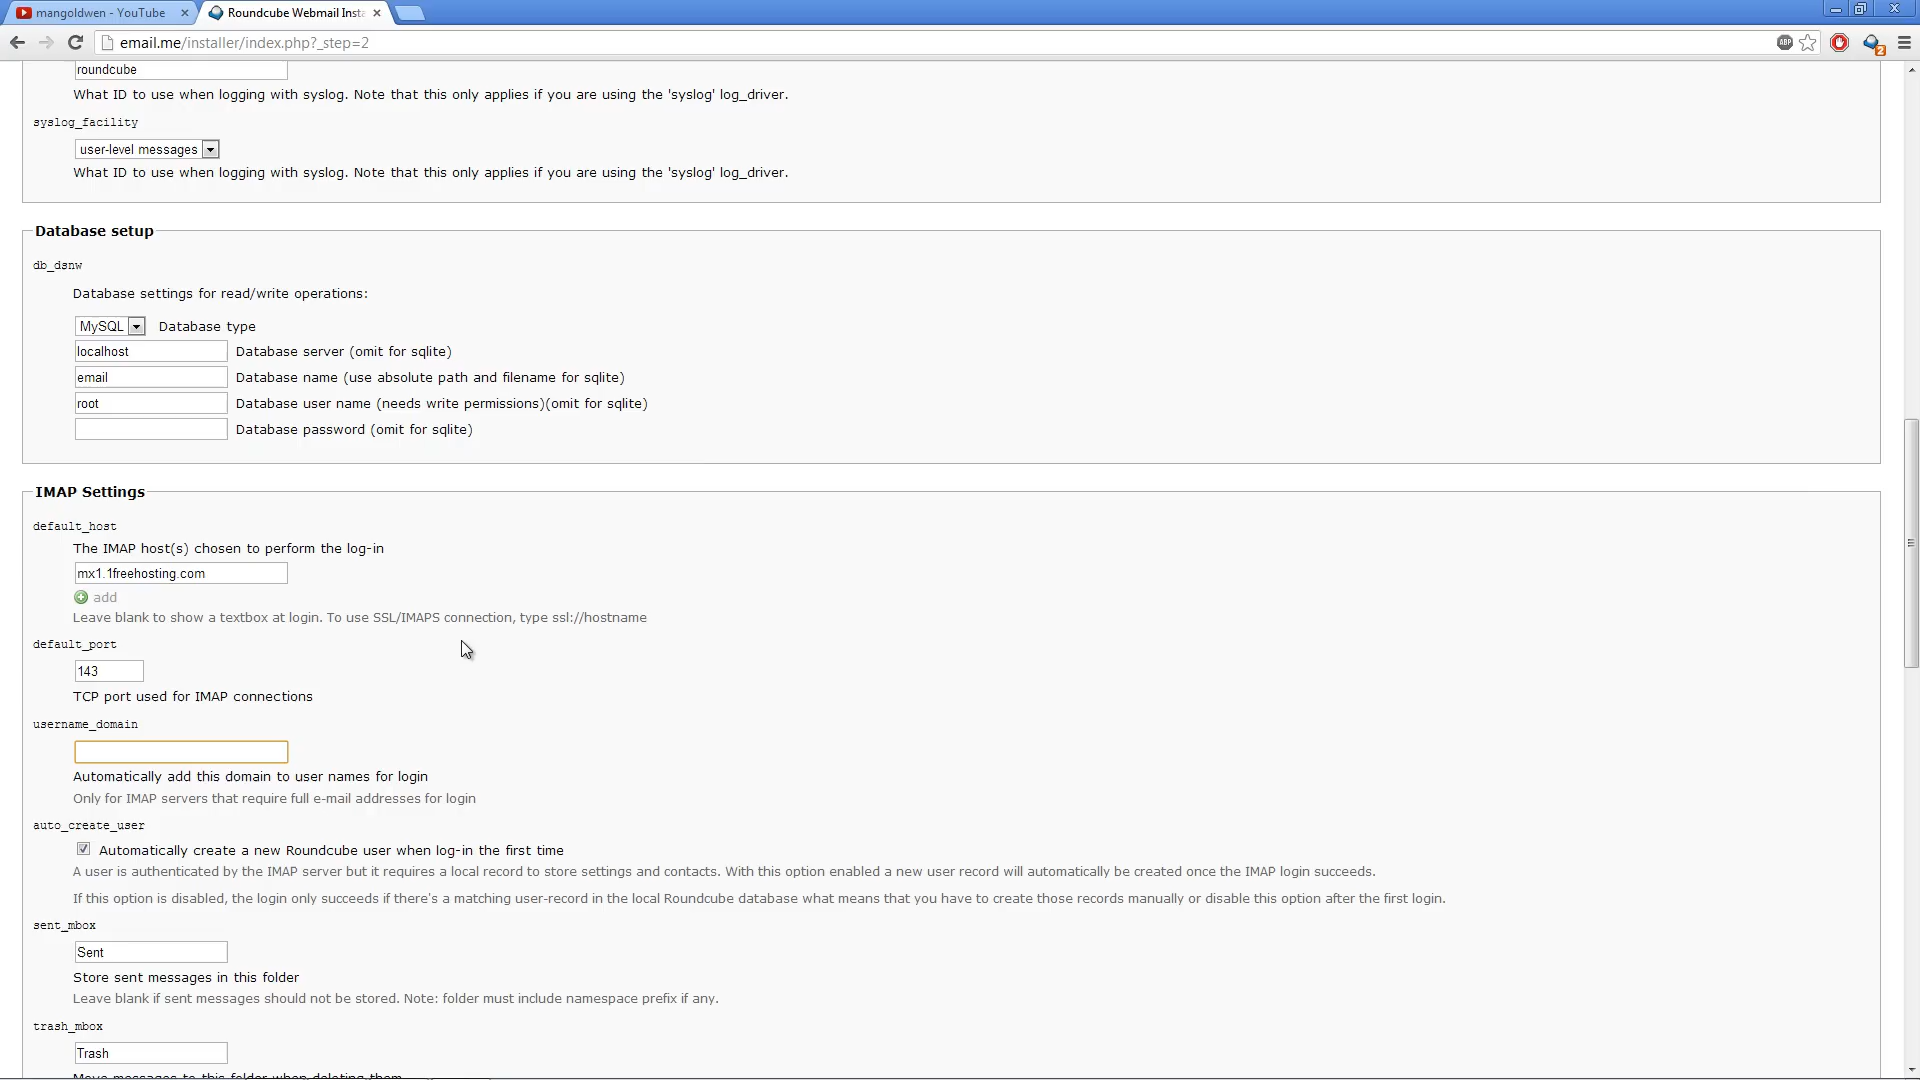 mangoldwen - YouTube
Roundcube Webmail Insta
email.me/installer/index.php?_step=2
ABP
2
roundcube
What ID to use when logging with syslog. Note that this only applies if you are using the 'syslog' log_driver.
syslog_facility
user-level messages
What ID to use when logging with syslog. Note that this only applies if you are using the 'syslog' log_driver.
Database setup
db_dsnw
Database settings for read/write operations:
MySQL Database type
localhost Database server (omit for sqlite)
email Database name (use absolute path and filename for sqlite)
root Database user name (needs write permissions)(omit for sqlite)
Database password (omit for sqlite)
IMAP Settings
default_host
The IMAP host(s) chosen to perform the log-in
mx1.1freehosting.com
add
Leave blank to show a textbox at login. To use SSL/IMAPS connection, type ssl://hostname
default_port
143
TCP port used for IMAP connections
username_domain
Automatically add this domain to user names for login
Only for IMAP servers that require full e-mail addresses for login
auto_create_user
Automatically create a new Roundcube user when log-in the first time
A user is authenticated by the IMAP server but it requires a local record to store settings and contacts. With this option enabled a new user record will automatically be created once the IMAP login succeeds.
If this option is disabled, the login only succeeds if there's a matching user-record in the local Roundcube database what means that you have to create those records manually or disable this option after the first login.
sent_mbox
Sent
Store sent messages in this folder
Leave blank if sent messages should not be stored. Note: folder must include namespace prefix if any.
trash_mbox
Trash
Move messages to this folder when deleting them